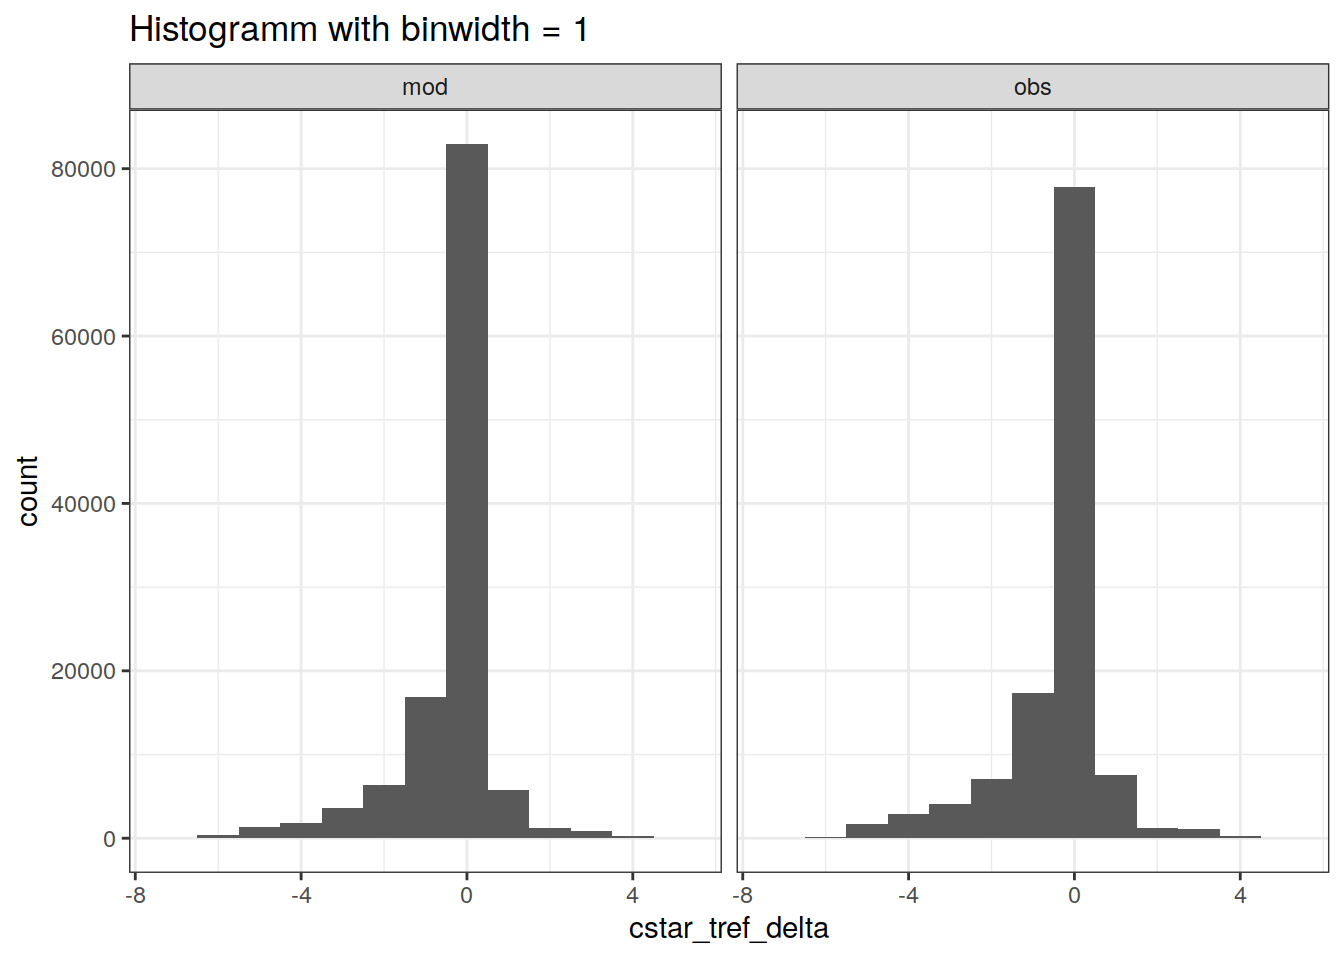 Histogramm with binwidth = 1
mod
obs
80000
60000
40000
20000
0
count
-8
-4
0
4
-8
-4
0
4
cstar_tref_delta